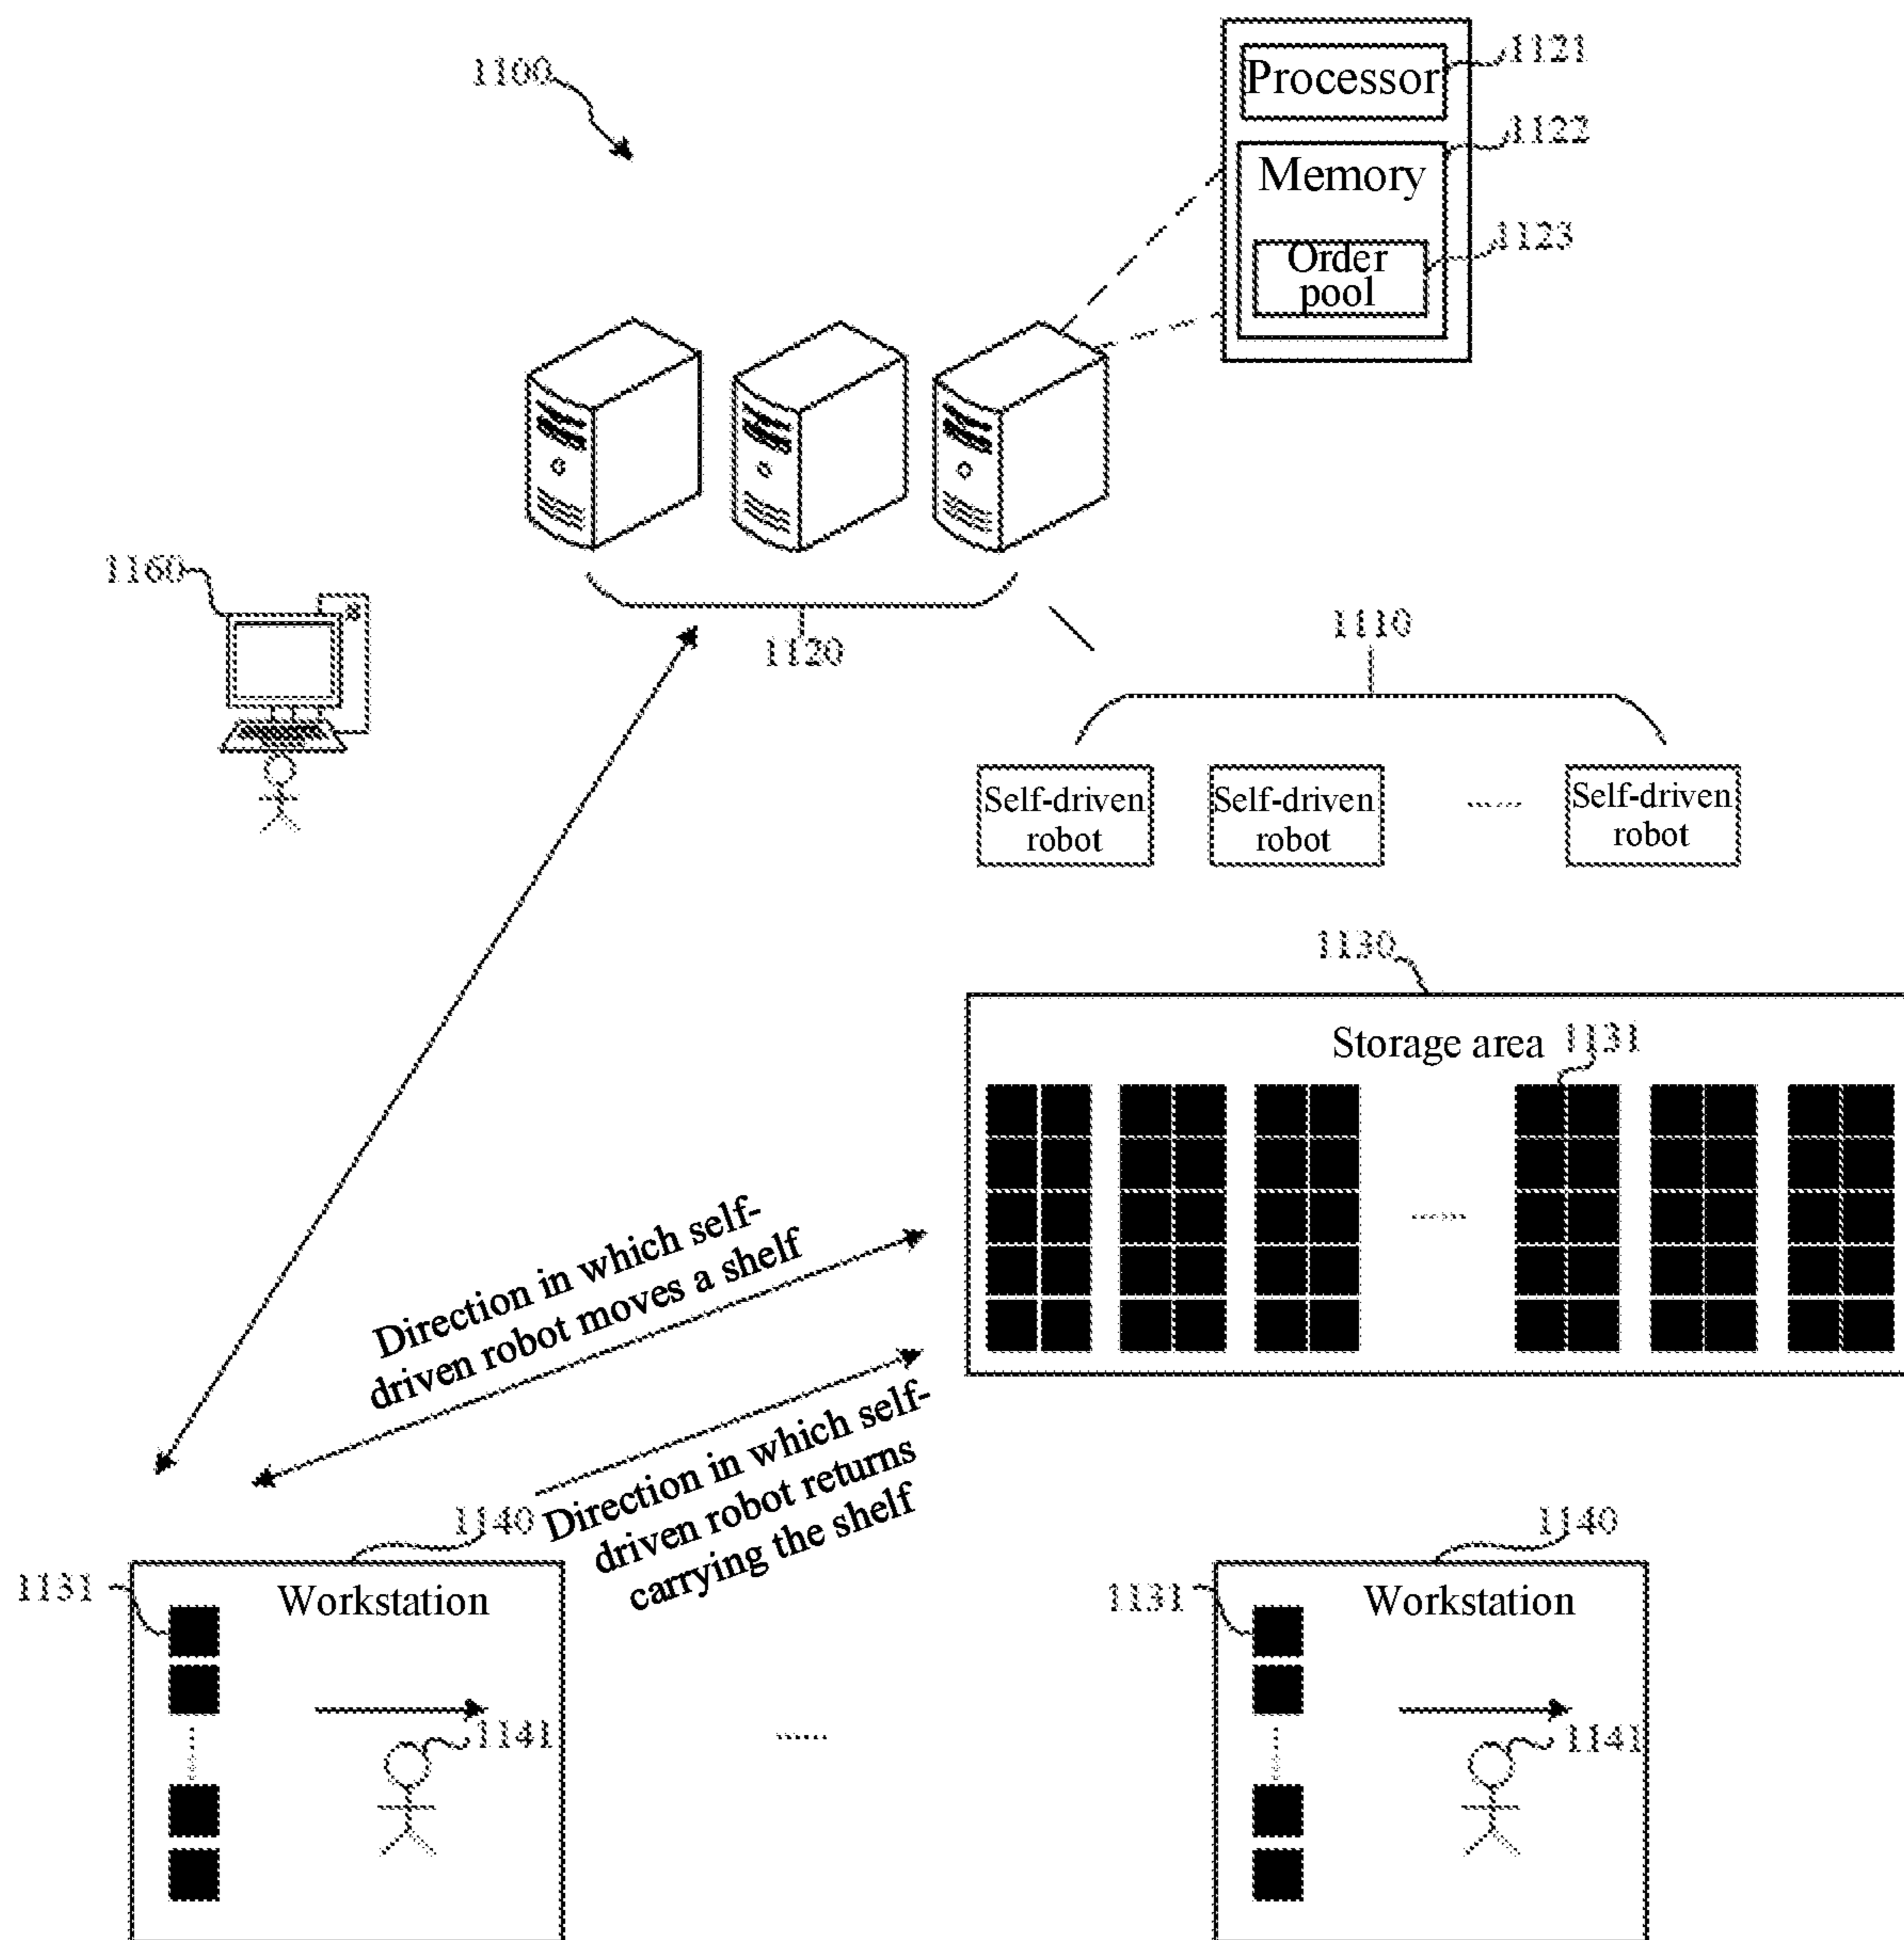 1100
1121
Processor
1122
Memory
1123
Order
pool
1160
1120
1110
Self-driven
robot
Self-driven
robot
Self-driven
robot
1130
Storage area
1131
Direction in which self-
driven robot moves a shelf
Direction in which self-
driven robot returns
carrying the shelf
1140
1131
Workstation
1141
1140
1131
Workstation
1141